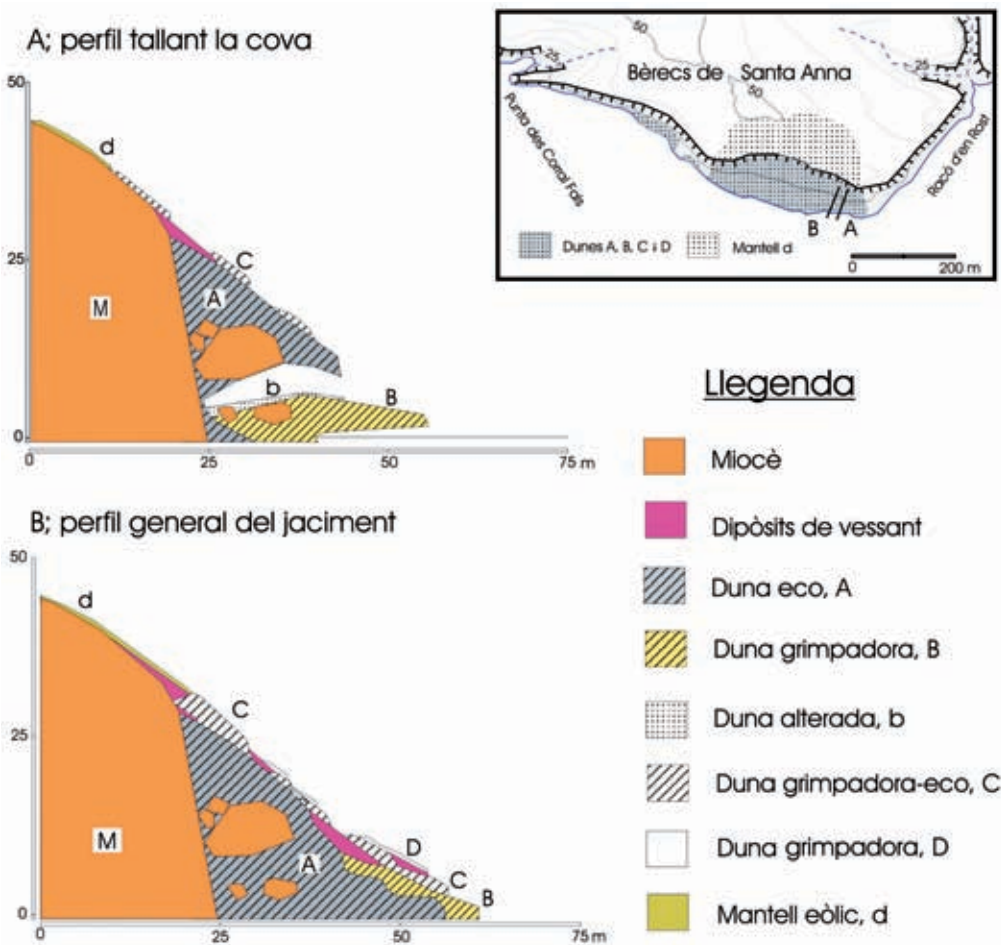 A; perfil tallant la cova
50
25
0
0
25
50
75 m
d
C
A
M
b
B
50
50
25
25
Bèrecs de Santa Anna
Punta des Corral Fals
Racó d'en Rost
B
A
Dunes A, B, C i D
Mantell d
0
200 m
B; perfil general del jaciment
50
25
0
0
25
50
75 m
d
C
M
A
D
C
B
Llegenda
Miocè
Dipòsits de vessant
Duna eco, A
Duna grimpadora, B
Duna alterada, b
Duna grimpadora-eco, C
Duna grimpadora, D
Mantell eòlic, d